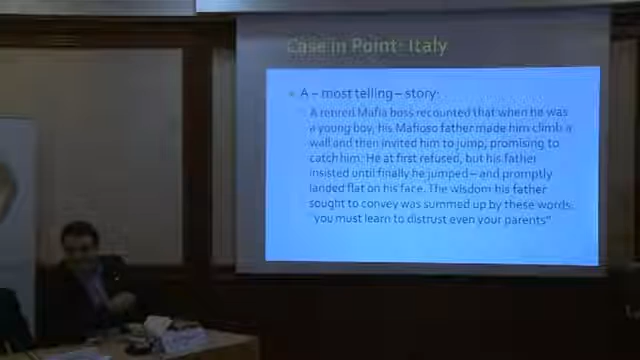 Case in Point: Italy
A – most telling – story:
A retired Mafia boss recounted that when he was
a young boy, his Mafioso father made him climb a
wall and then invited him to jump, promising to
catch him. He at first refused, but his father
insisted until finally he jumped – and promptly
landed flat on his face. The wisdom his father
sought to convey was summed up by these words:
"you must learn to distrust even your parents"